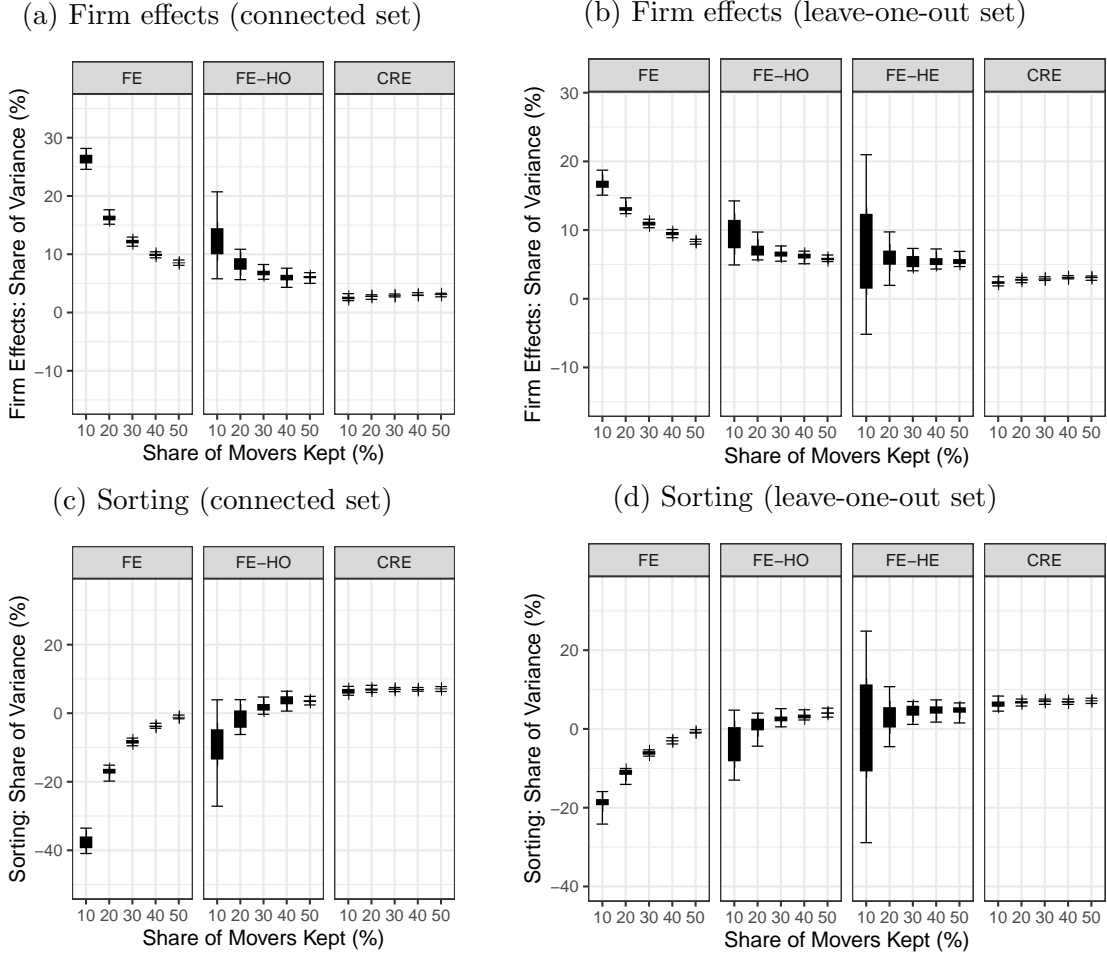 (a) Firm effects (connected set)
FE FE−HO CRE
Firm Effects: Share of Variance (%)
30
20
10
0
−10
10 20 30 40 50 10 20 30 40 50 10 20 30 40 50
Share of Movers Kept (%)
(b) Firm effects (leave-one-out set)
FE FE−HO FE−HE CRE
Firm Effects: Share of Variance (%)
30
20
10
0
−10
10 20 30 40 50 10 20 30 40 50 10 20 30 40 50 10 20 30 40 50
Share of Movers Kept (%)
(c) Sorting (connected set)
FE FE−HO CRE
Sorting: Share of Variance (%)
20
0
−20
−40
10 20 30 40 50 10 20 30 40 50 10 20 30 40 50
Share of Movers Kept (%)
(d) Sorting (leave-one-out set)
FE FE−HO FE−HE CRE
Sorting: Share of Variance (%)
20
0
−20
−40
10 20 30 40 50 10 20 30 40 50 10 20 30 40 50 10 20 30 40 50
Share of Movers Kept (%)